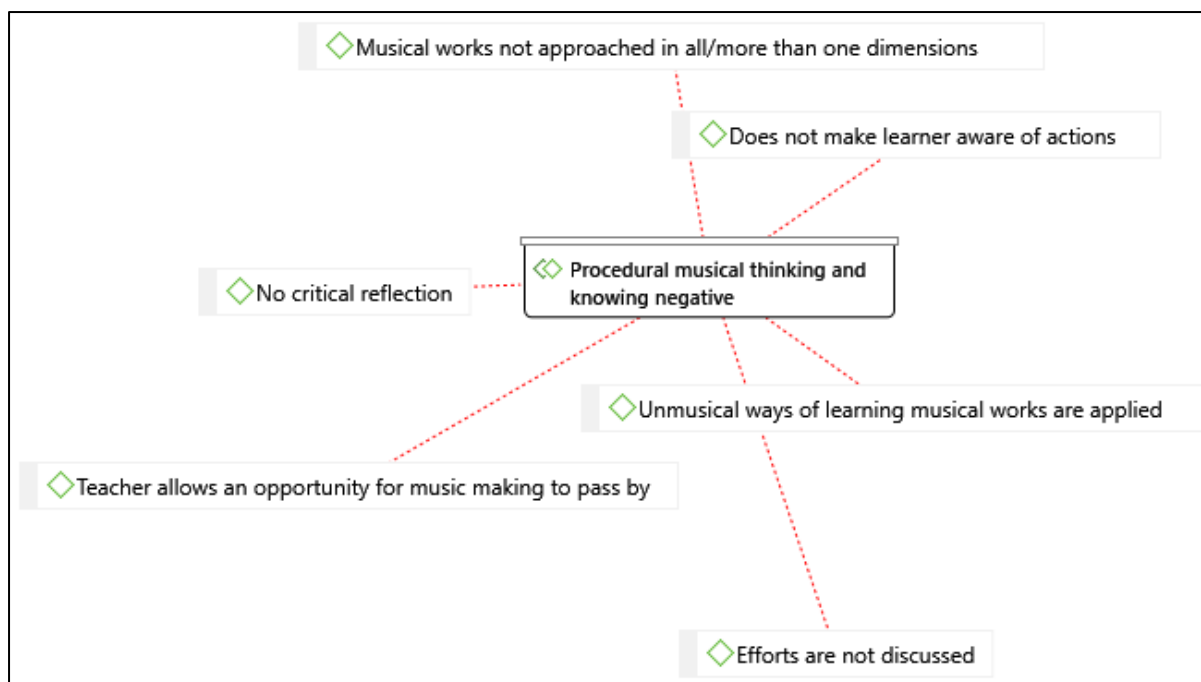 Musical works not approached in all/more than one dimensions
Does not make learner aware of actions
Procedural musical thinking and
knowing negative
No critical reflection
Unmusical ways of learning musical works are applied
Teacher allows an opportunity for music making to pass by
Efforts are not discussed